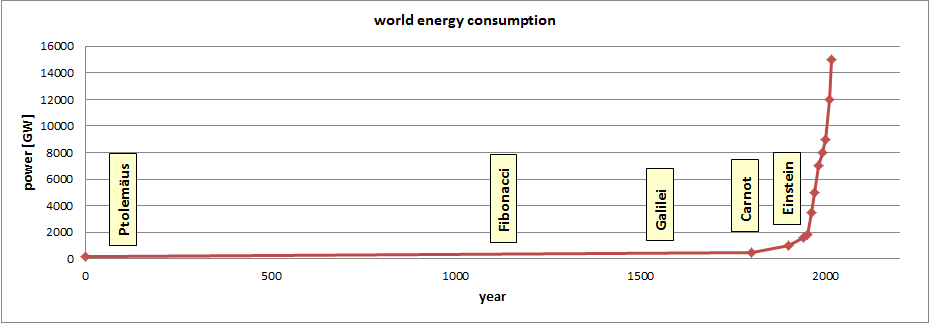 world energy consumption
power [GW]
16000
14000
12000
10000
8000
6000
4000
2000
0
Ptolemäus
Fibonacci
Galilei
Carnot
Einstein
0
500
1000
1500
2000
year